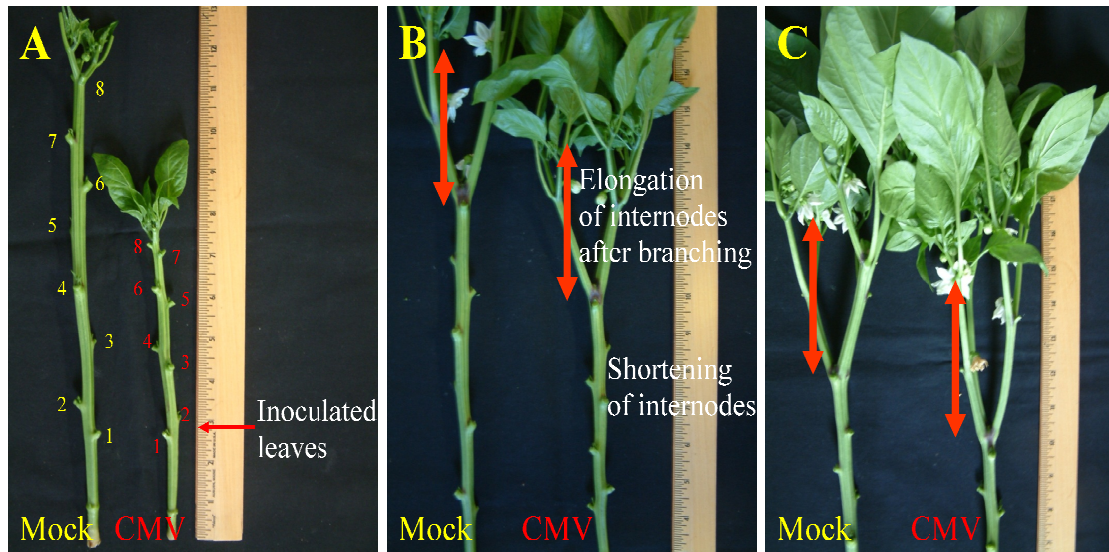 A
8
7
6
5
4
3
2
1
8
7
6
5
4
3
2
1
Inoculated
leaves
Mock
CMV
B
Elongation
of internodes
after branching
Shortening
of internodes
Mock
CMV
C
Mock
CMV